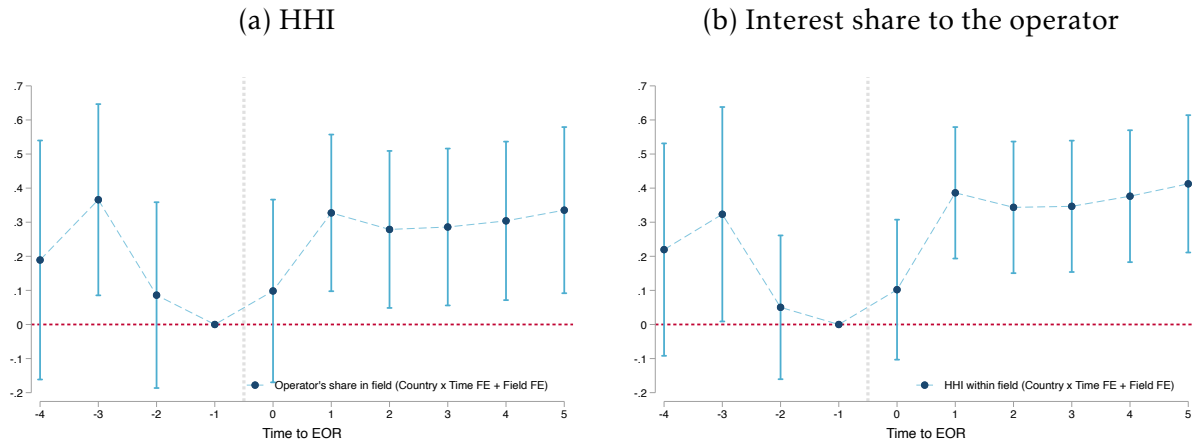 (a) HHI
.7
.6
.5
.4
.3
.2
.1
0
-.1
-.2
Operator's share in field (Country x Time FE + Field FE)
-4 -3 -2 -1 0 1 2 3 4 5
Time to EOR
(b) Interest share to the operator
.7
.6
.5
.4
.3
.2
.1
0
-.1
-.2
HHI within field (Country x Time FE + Field FE)
-4 -3 -2 -1 0 1 2 3 4 5
Time to EOR